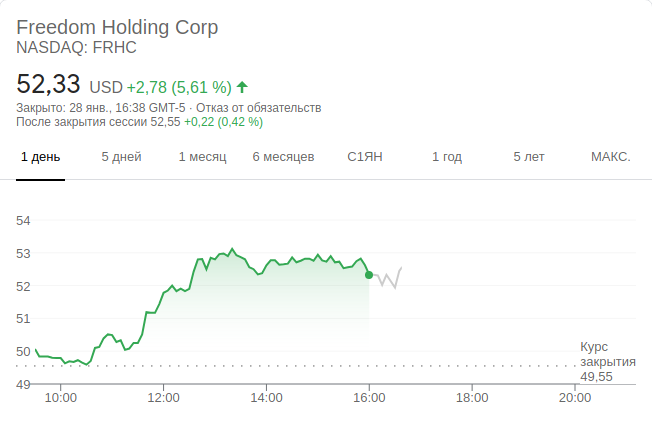 Freedom Holding Corp
NASDAQ: FRHC
52,33 USD +2,78 (5,61 %)
Закрыто: 28 янв., 16:38 GMT-5 · Отказ от обязательств
После закрытия сессии 52,55 +0,22 (0,42 %)
1 день 5 дней 1 месяц 6 месяцев С1ЯН 1 год 5 лет МАКС.
54
53
52
51
50
49
Курс
закрытия
49,55
10:00 12:00 14:00 16:00 18:00 20:00